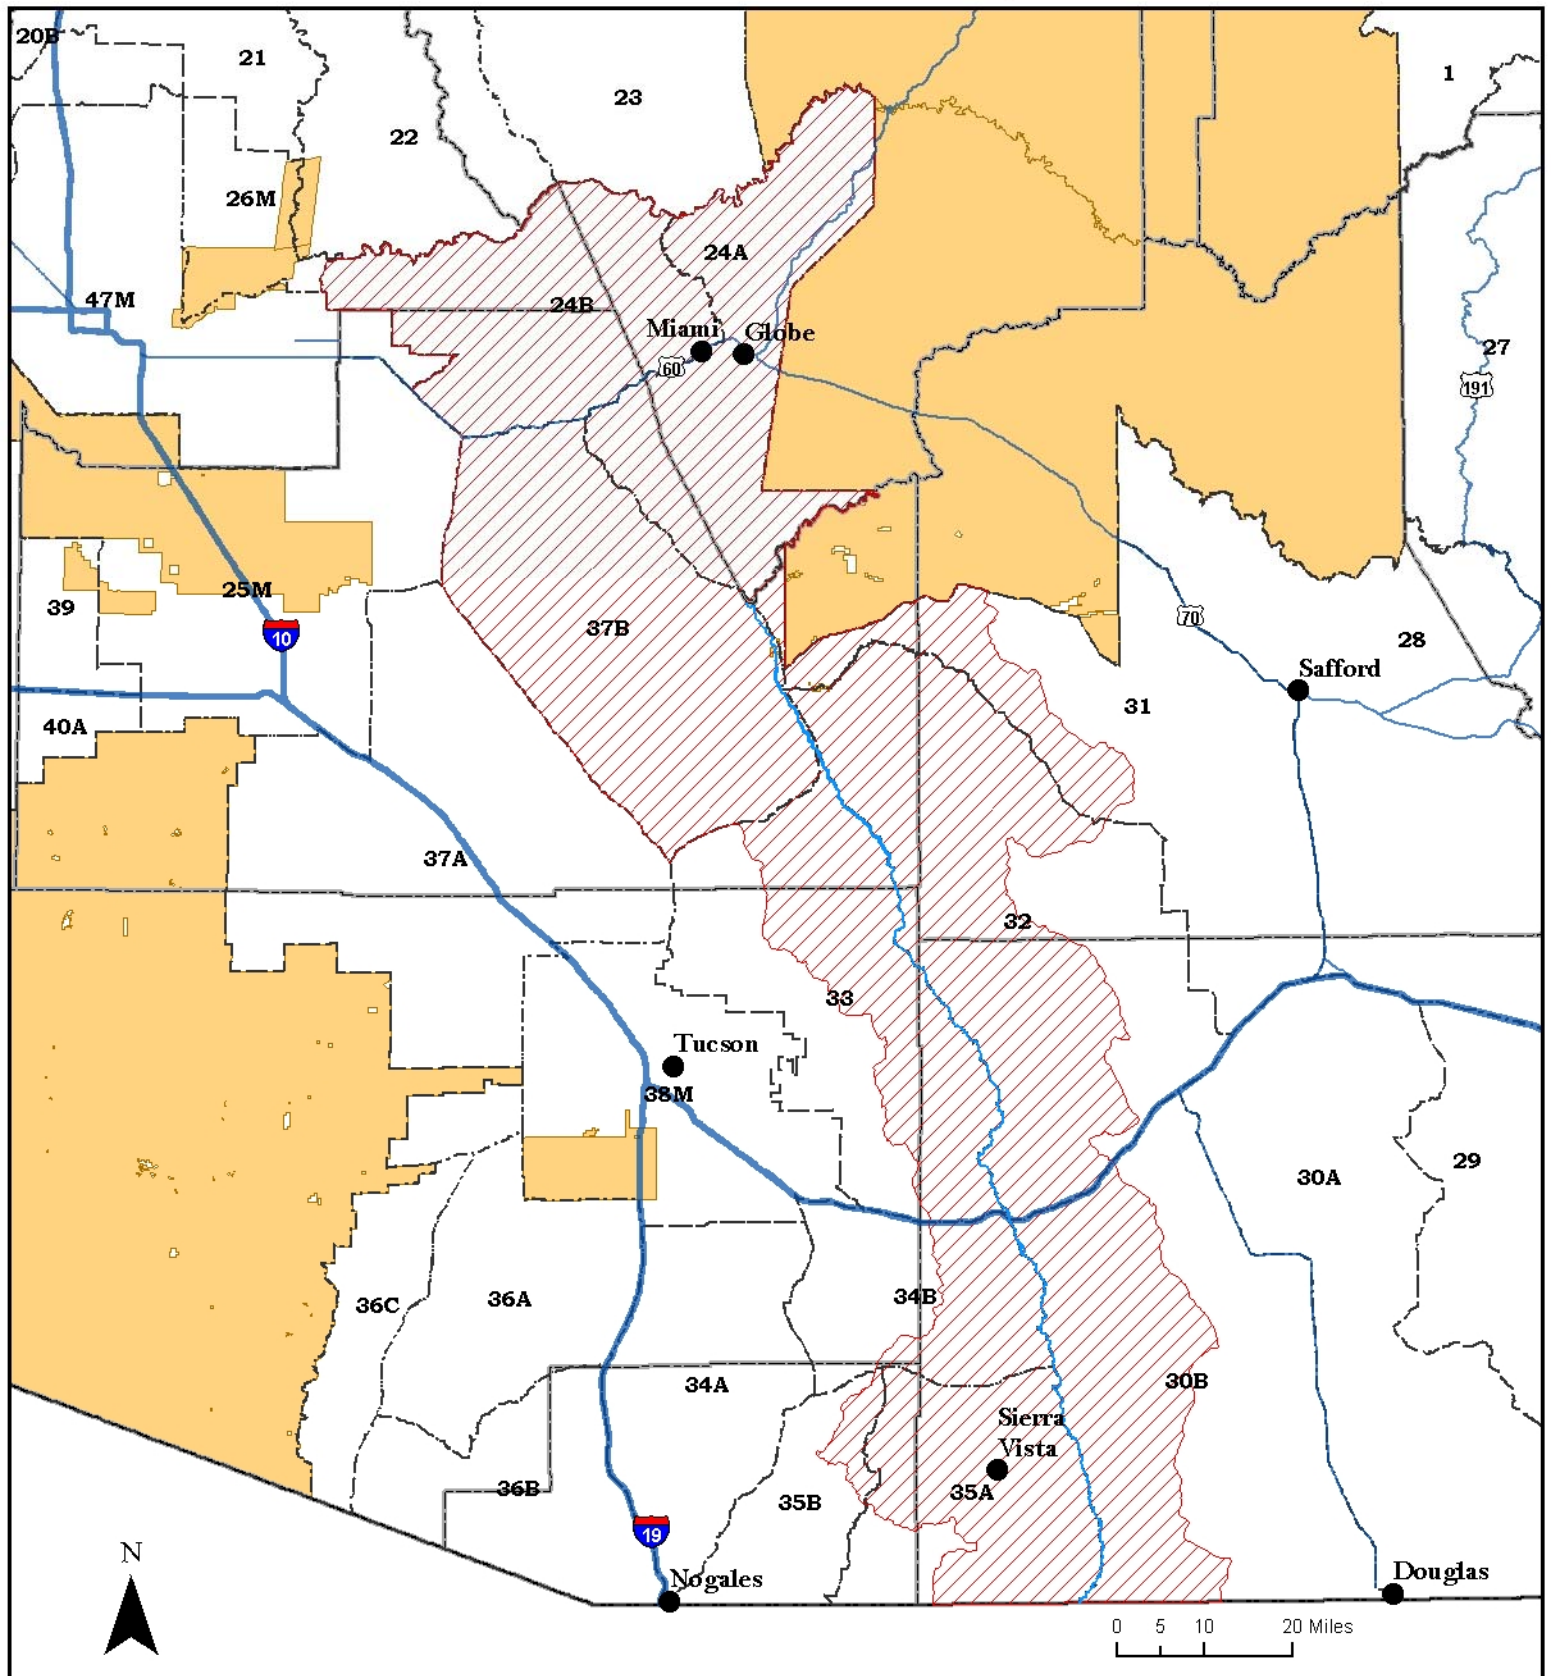 20B
21
23
1
22
26M
24A
47M
24B
Miami
Globe
27
60
191
25M
39
10
37B
70
28
Safford
31
40A
37A
32
33
Tucson
38M
29
30A
34B
36C
36A
34A
30B
Sierra
Vista
36B
35A
35B
19
N
Nogales
Douglas
0 5 10 20 Miles